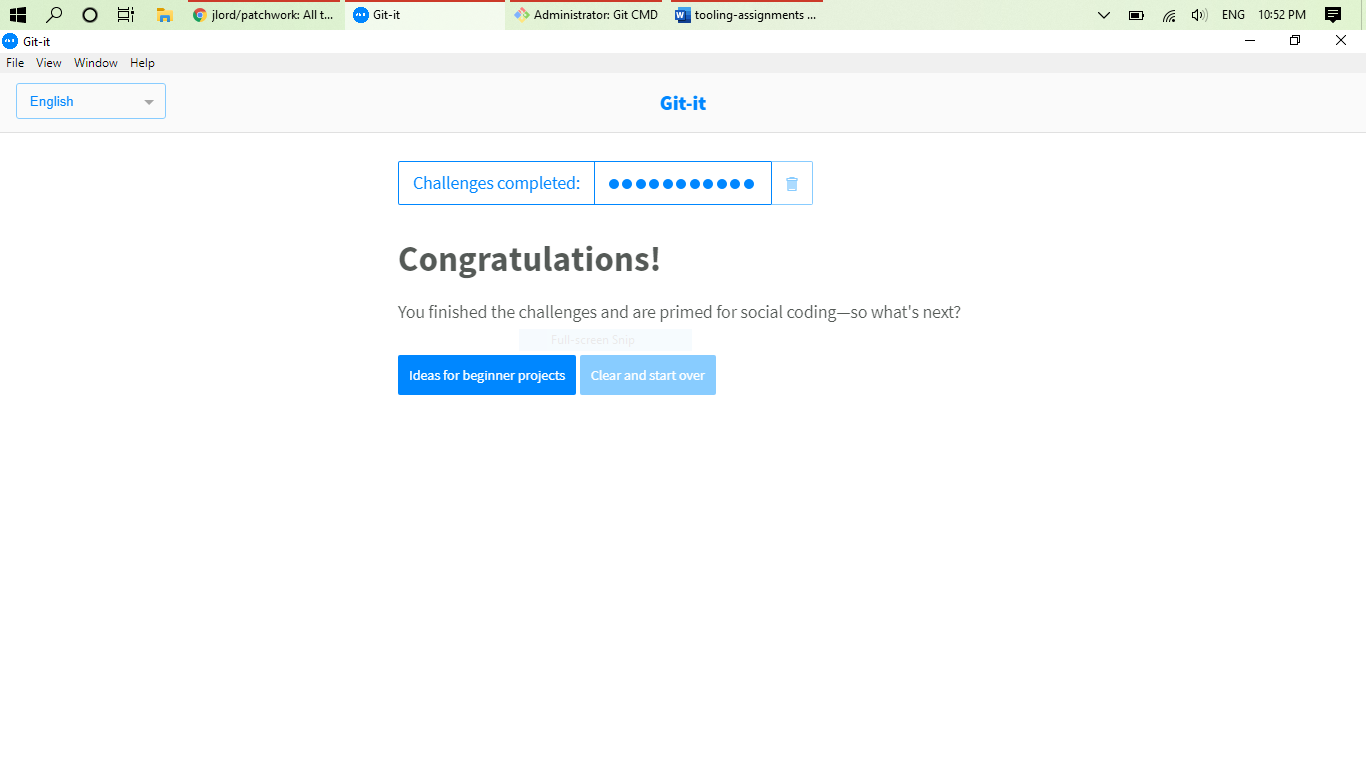 jlord/patchwork: All t...
Git-it
Administrator: Git CMD
tooling-assignments ...
ENG
10:52 PM
Git-it
File View Window Help
English
Git-it
Challenges completed:
Congratulations!
You finished the challenges and are primed for social coding—so what's next?
Full-screen Snip
Ideas for beginner projects
Clear and start over